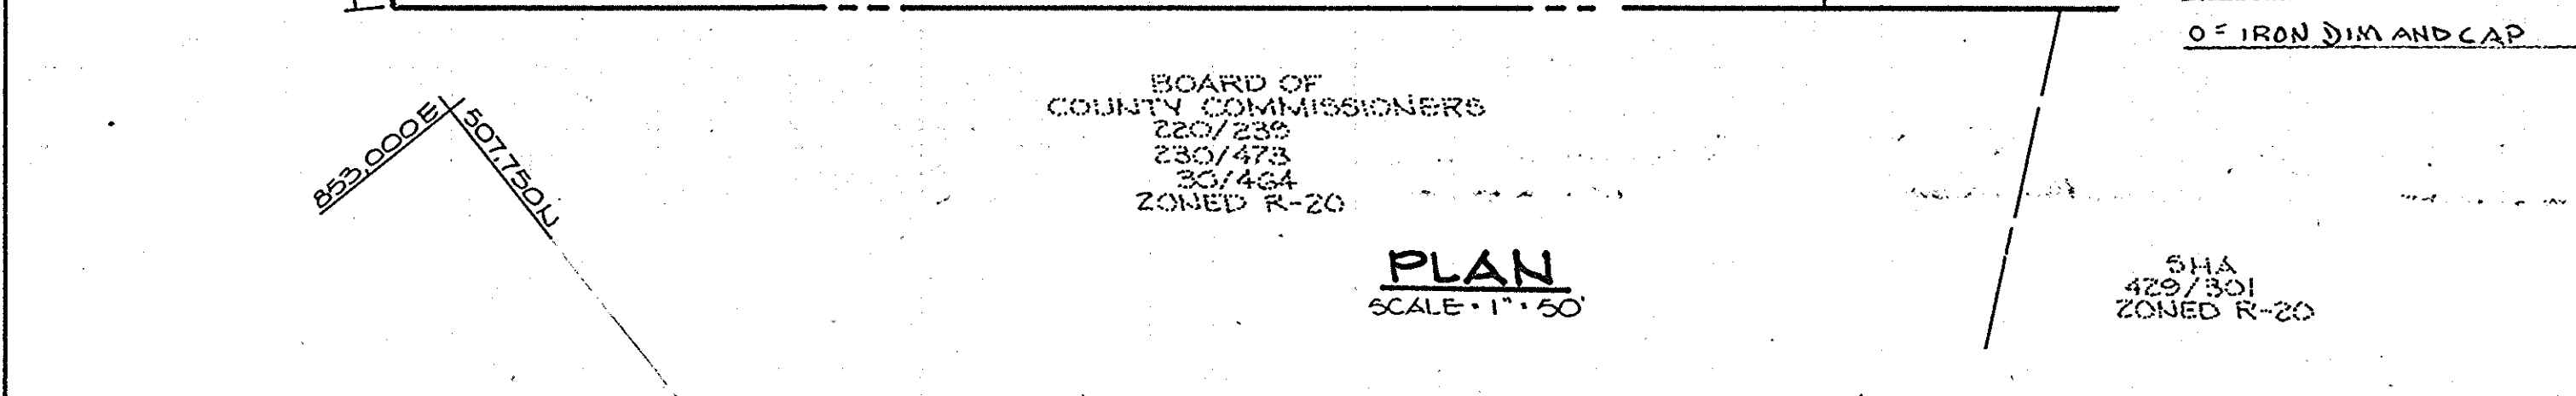 O = IRON DIM AND CAP
BOARD OF
COUNTY COMMISSIONERS
220/239
230/473
30/464
ZONED R-20
853,000E
507,750N
PLAN
SCALE • 1" • 50'
SHA
429/301
ZONED R-20